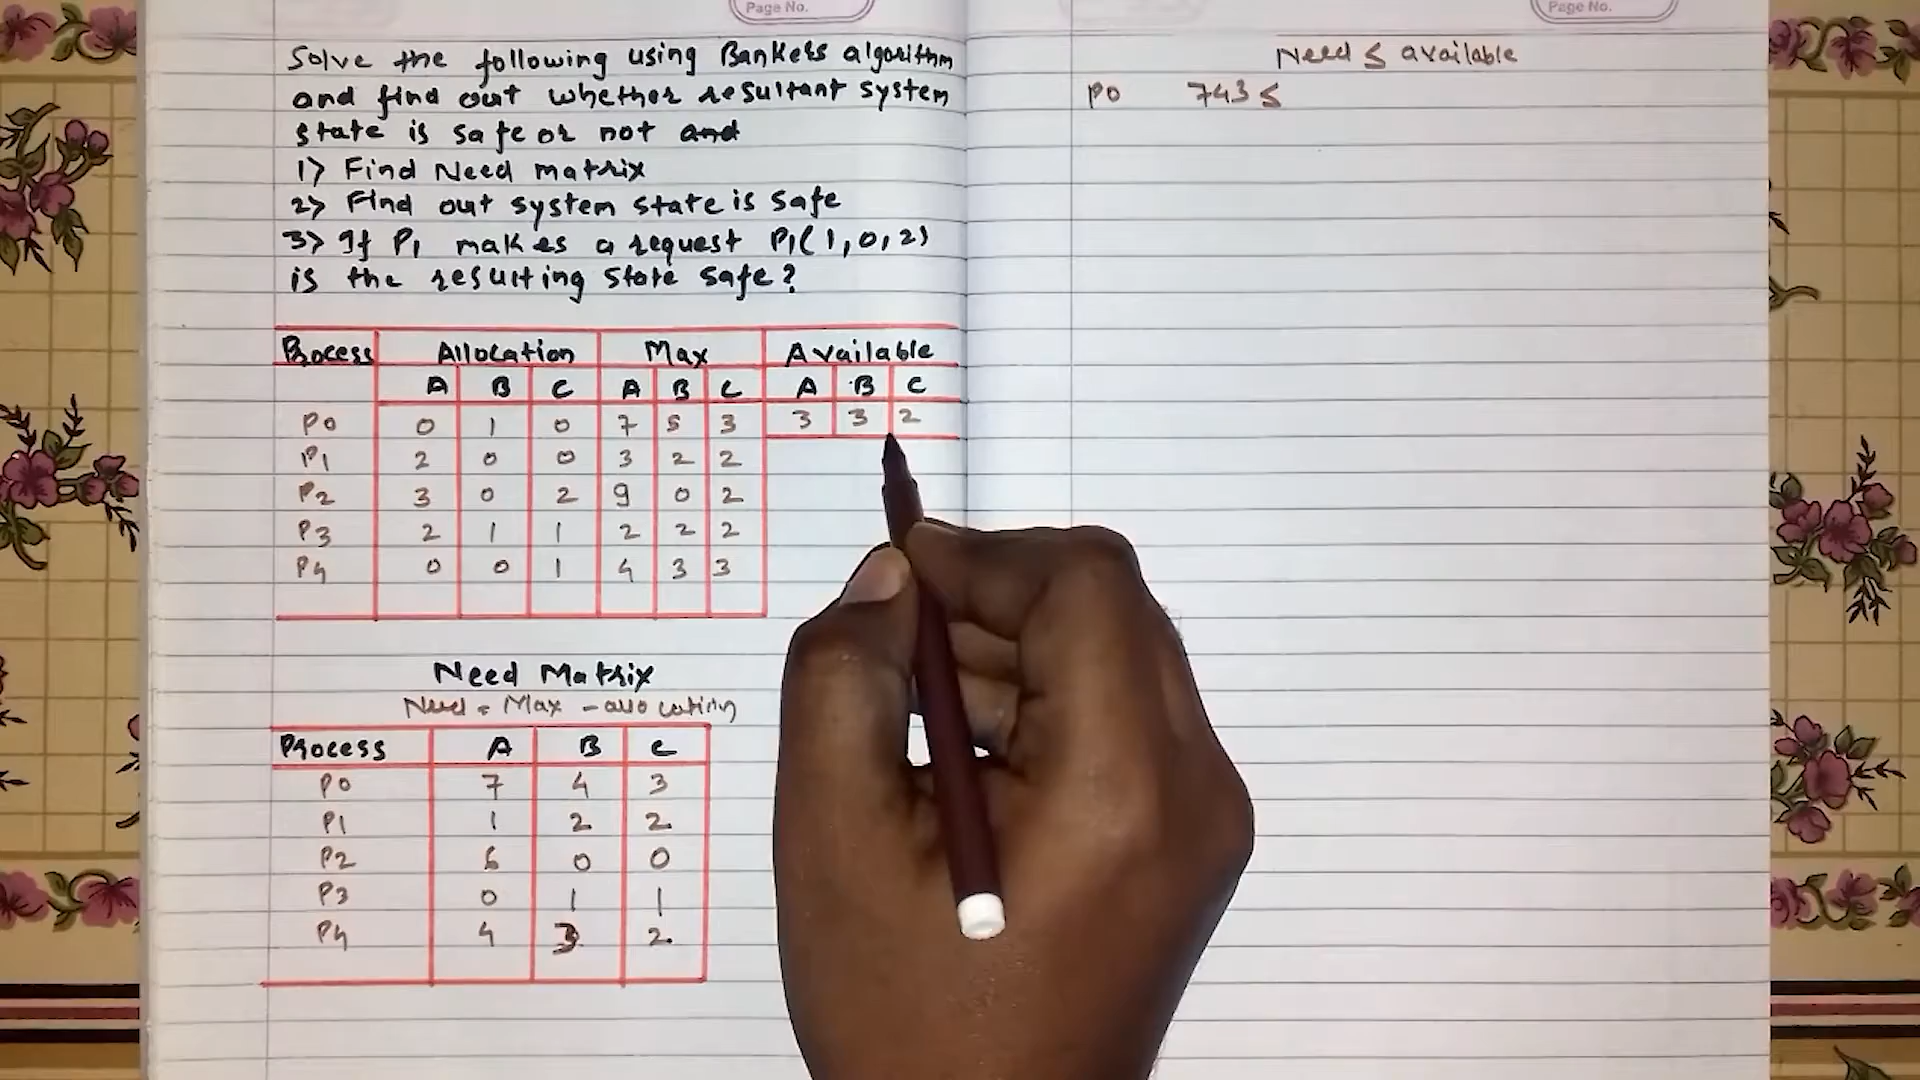 Page No.
Page No.
Solve the following using Bankers algorithm
and find out whether resultant system
state is safe or not and
1) Find Need matrix
2) Find out system state is safe
3) If P1 makes a request P1(1,0,2)
is the resulting state safe?
Process Allocation Max Available
A B C A B C A B C
P0 0 1 0 7 5 3 3 3 2
P1 2 0 0 3 2 2
P2 3 0 2 9 0 2
P3 2 1 1 2 2 2
P4 0 0 1 4 3 3
Need Matrix
Need = Max - allocation
Process A B C
P0 7 4 3
P1 1 2 2
P2 6 0 0
P3 0 1 1
P4 4 3 2
Need ≤ available
P0 743 ≤